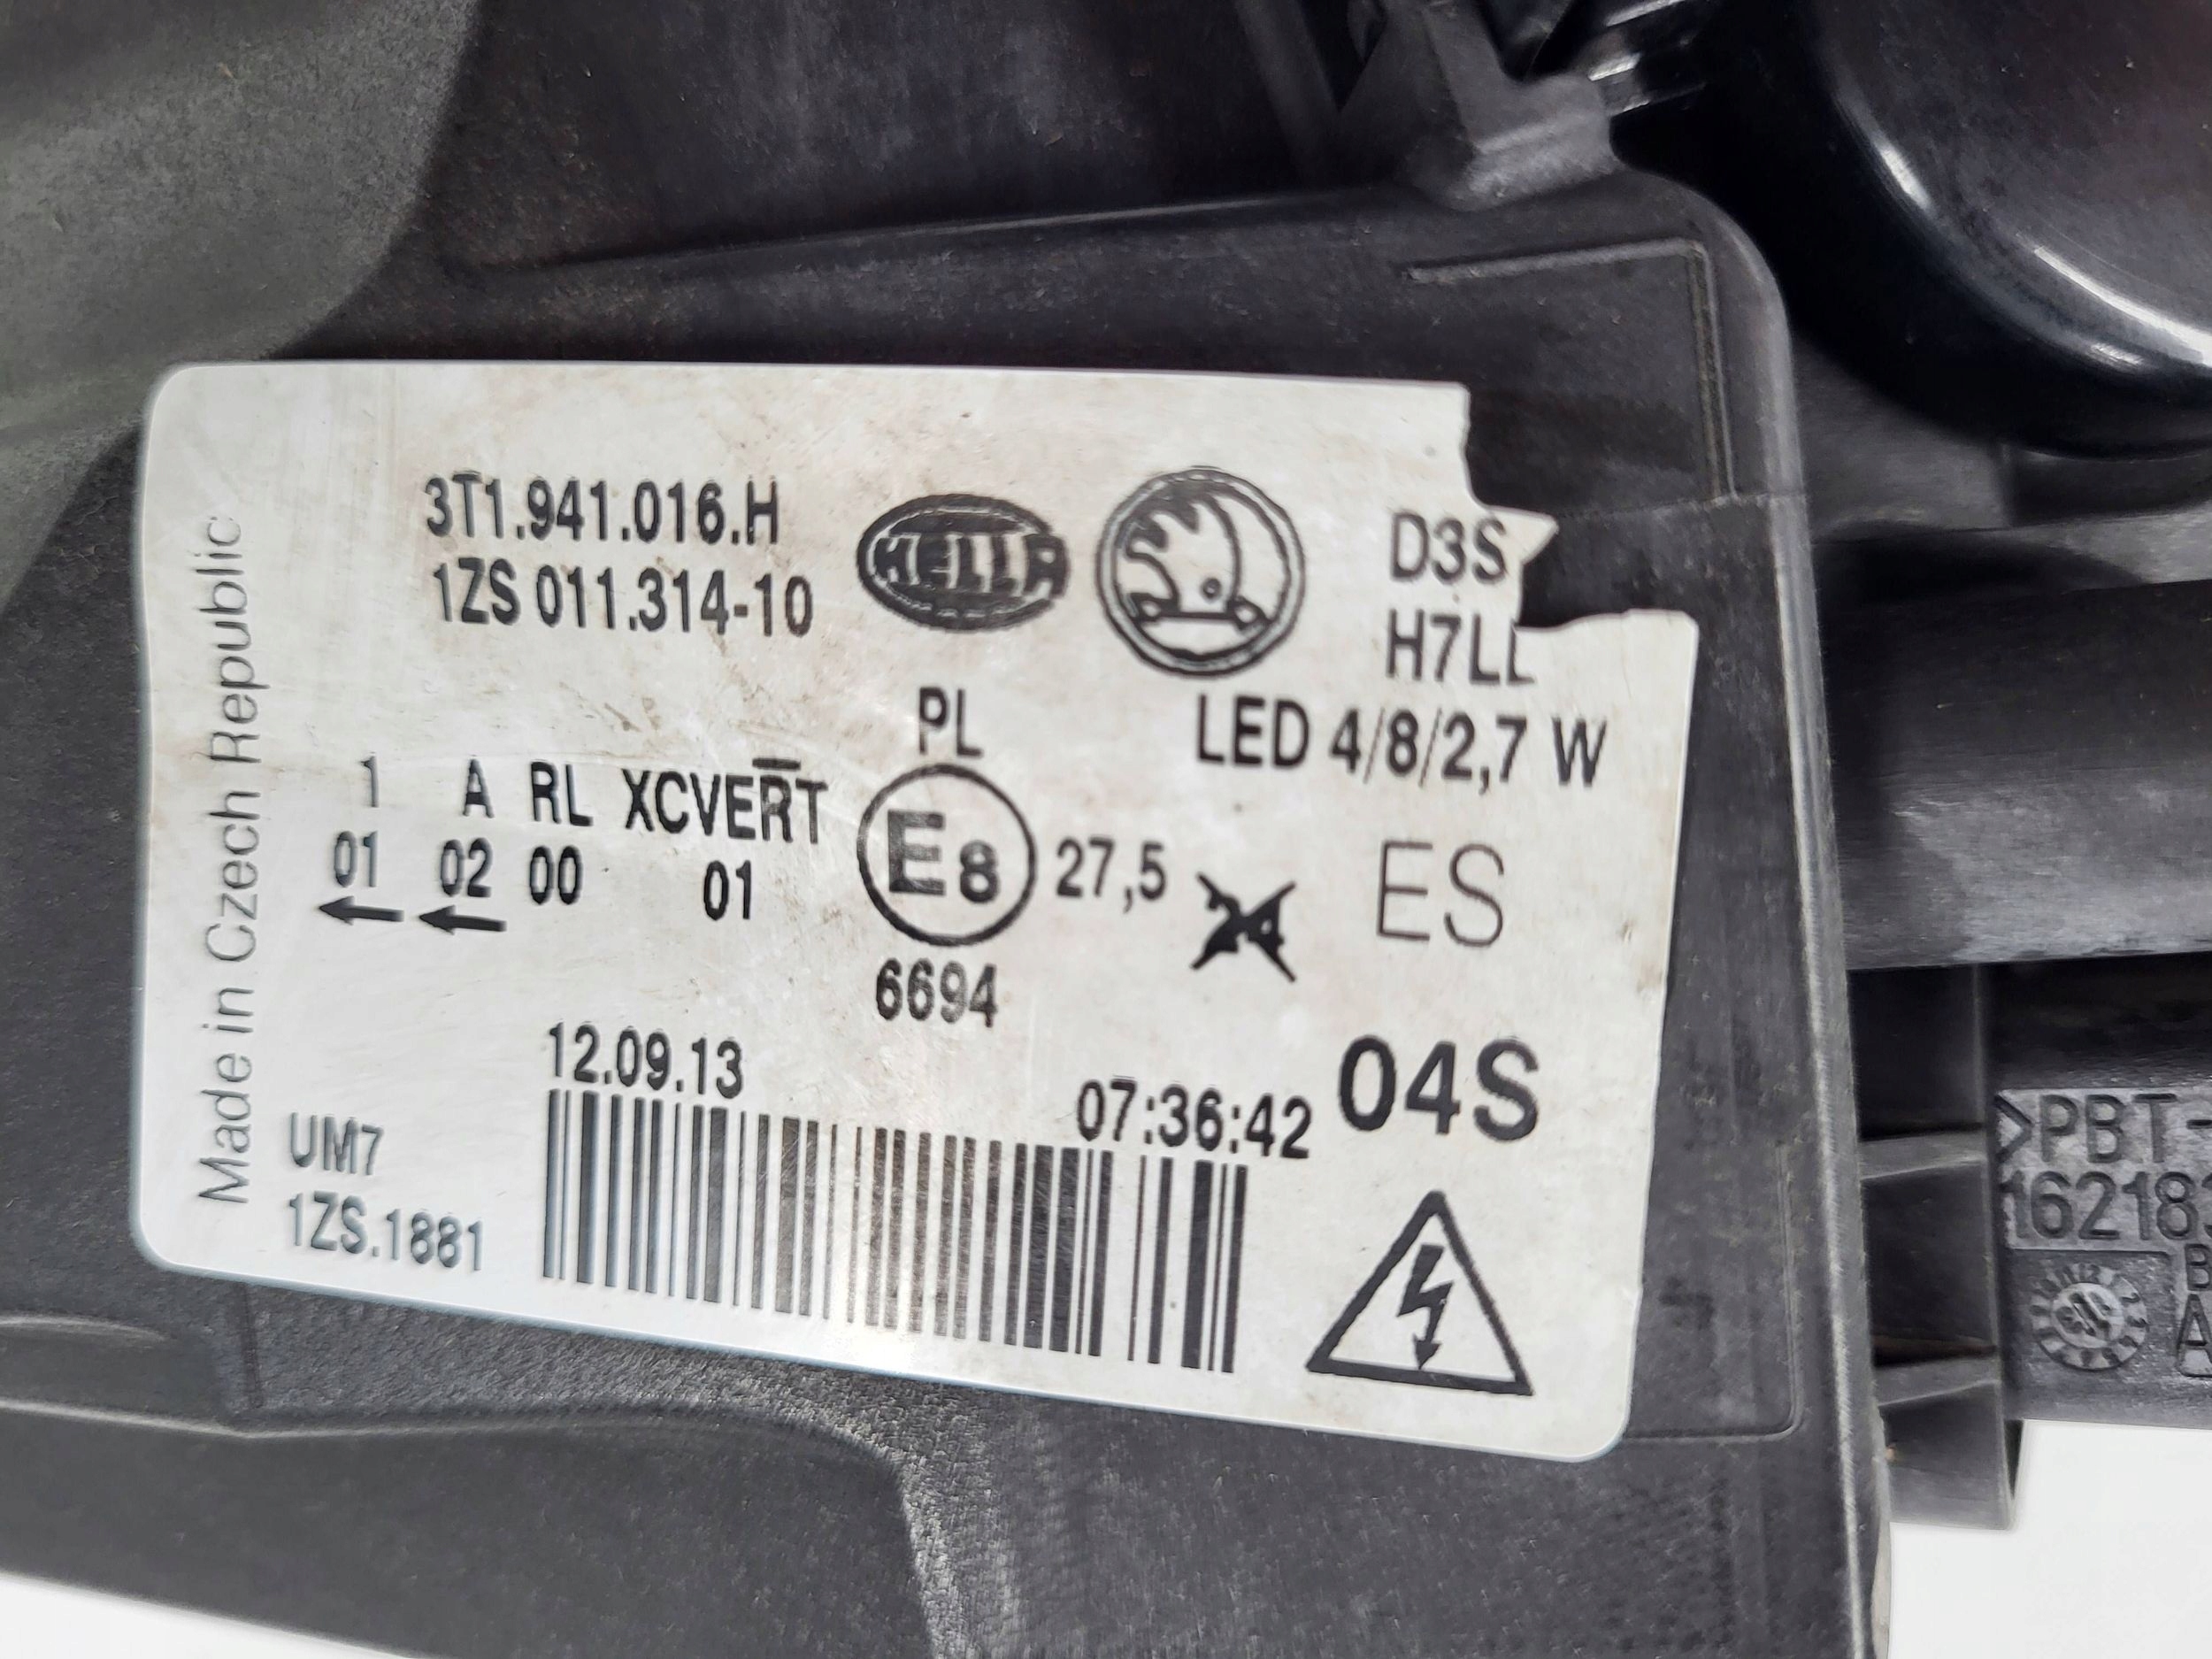 3T1.941.016.H
1ZS 011.314-10
HELLA
D3S
H7LL
PL
LED 4/8/2,7 W
1 A RL XCVER̅T
01 02 00 01
E8
27,5
ES
6694
12.09.13
07:36:42
04S
UM7
1ZS.1881
Made in Czech Republic
>PBT-